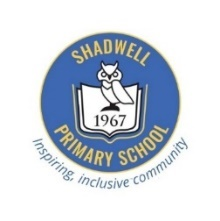 SHADWELL
1967
PRIMARY SCHOOL
Inspiring, inclusive community